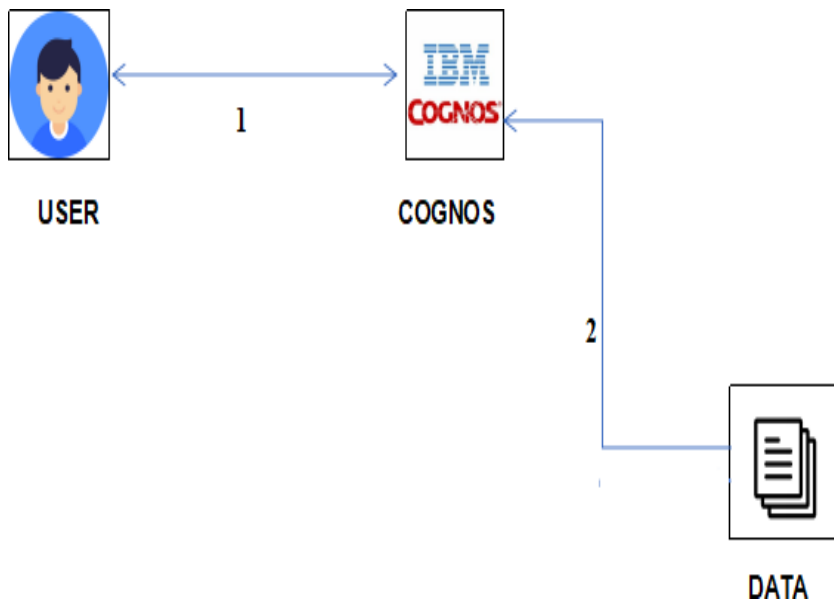 IBM
COGNOS
1
USER
COGNOS
2
DATA